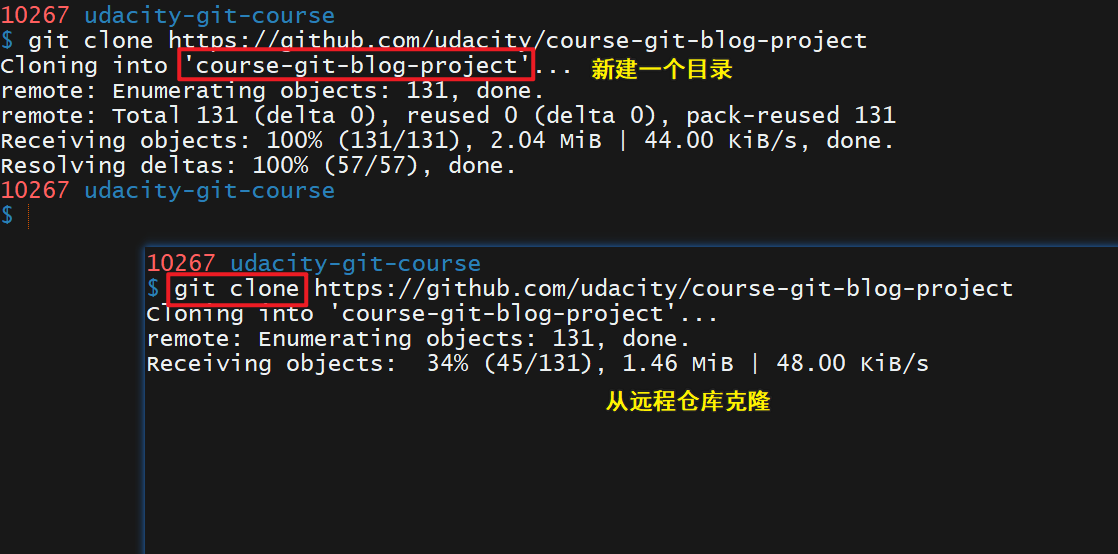 10267 udacity-git-course
$ git clone https://github.com/udacity/course-git-blog-project
Cloning into 'course-git-blog-project'... 新建一个目录
remote: Enumerating objects: 131, done.
remote: Total 131 (delta 0), reused 0 (delta 0), pack-reused 131
Receiving objects: 100% (131/131), 2.04 MiB | 44.00 KiB/s, done.
Resolving deltas: 100% (57/57), done.
10267 udacity-git-course
$
10267 udacity-git-course
$ git clone https://github.com/udacity/course-git-blog-project
Cloning into 'course-git-blog-project'...
remote: Enumerating objects: 131, done.
Receiving objects:  34% (45/131), 1.46 MiB | 48.00 KiB/s
从远程仓库克隆